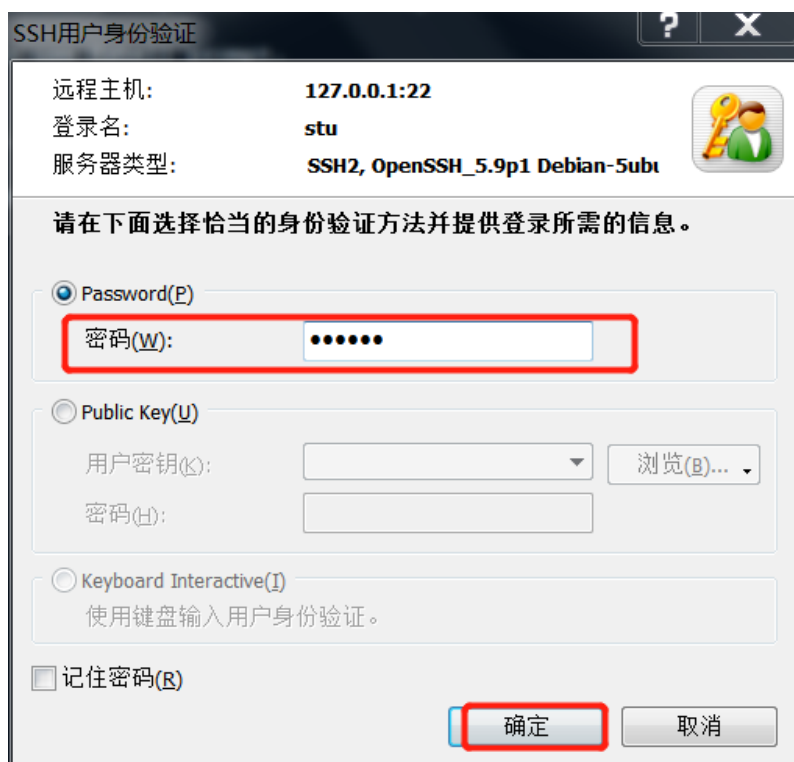 SSH用户身份验证
? X
远程主机: 127.0.0.1:22
登录名: stu
服务器类型: SSH2, OpenSSH_5.9p1 Debian-5ubu
请在下面选择恰当的身份验证方法并提供登录所需的信息。
Password(P)
密码(W): ••••••
Public Key(U)
用户密钥(K): 浏览(B)...
密码(H):
Keyboard Interactive(I)
使用键盘输入用户身份验证。
记住密码(R)
确定 取消